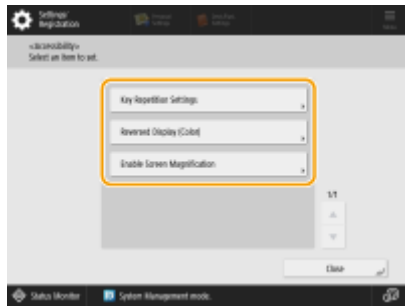 Settings/
Registration
<Accessibility>
Select an item to set.
Key Repetition Settings
Reversed Display (Color)
Enable Screen Magnification
1/1
Close
Status Monitor
System Management mode.